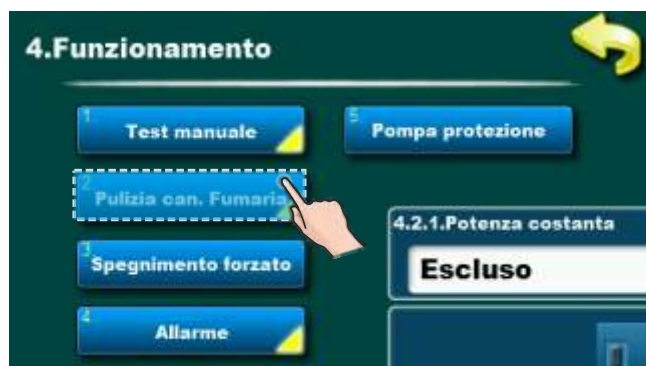 4.Funzionamento
1
Test manuale
5
Pompa protezione
2
Pulizia can. Fumaria
3
Spegnimento forzato
4
Allarme
4.2.1.Potenza costanta
Escluso